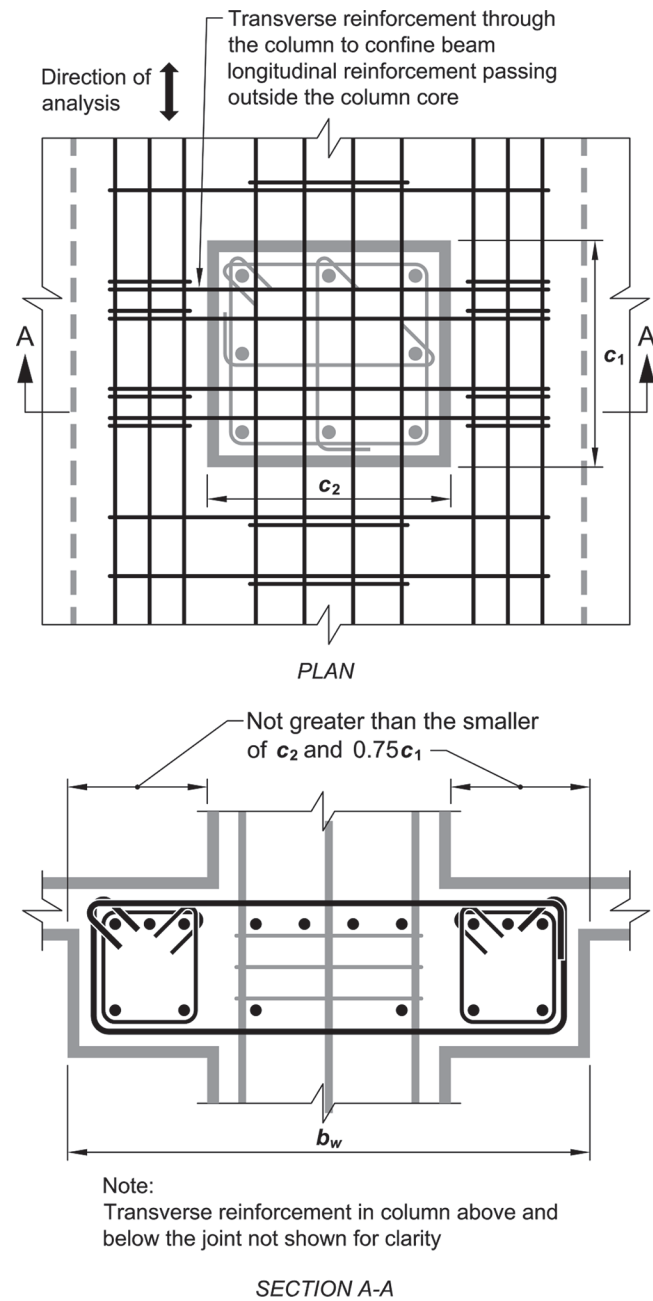 Transverse reinforcement through
the column to confine beam
longitudinal reinforcement passing
outside the column core
Direction of
analysis
A
A
c1
c2
PLAN
Not greater than the smaller
of c2 and 0.75c1
bw
Note:
Transverse reinforcement in column above and
below the joint not shown for clarity
SECTION A-A